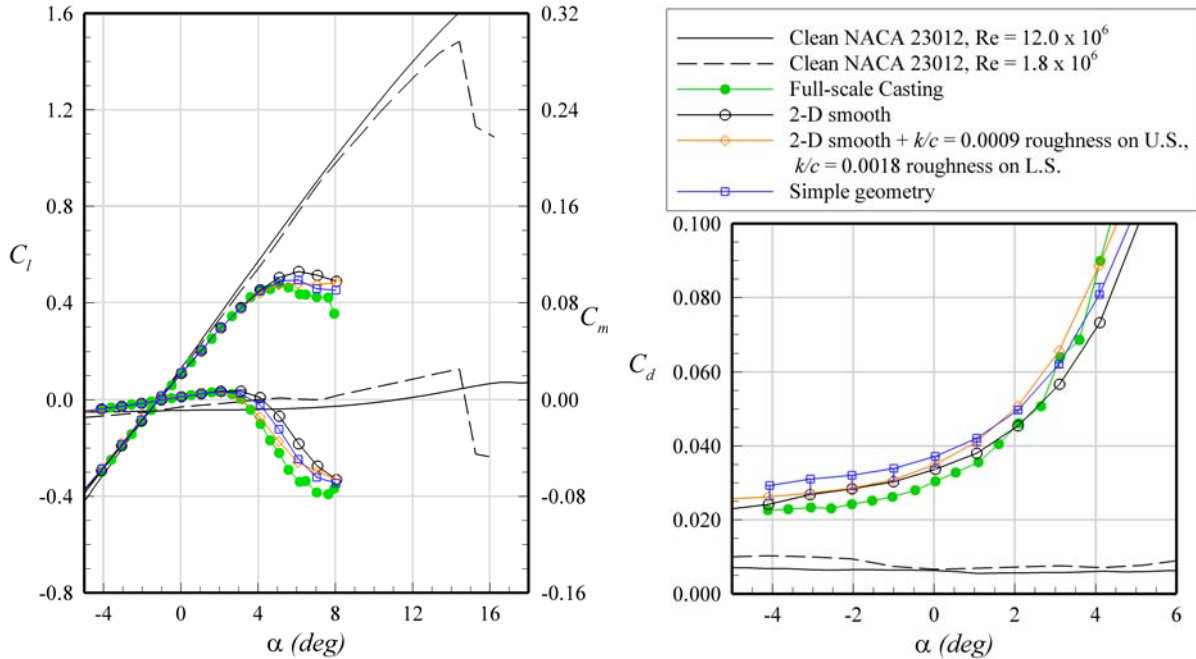 1.6
1.2
0.8
0.4
0.0
-0.4
-0.8
C_l
0.32
0.24
0.16
0.08
0.00
-0.08
-0.16
C_m
-4 0 4 8 12 16
α (deg)
Clean NACA 23012, Re = 12.0 x 10⁶
Clean NACA 23012, Re = 1.8 x 10⁶
Full-scale Casting
2-D smooth
2-D smooth + k/c = 0.0009 roughness on U.S.,
k/c = 0.0018 roughness on L.S.
Simple geometry
0.100
0.080
0.060
0.040
0.020
0.000
C_d
-4 -2 0 2 4 6
α (deg)